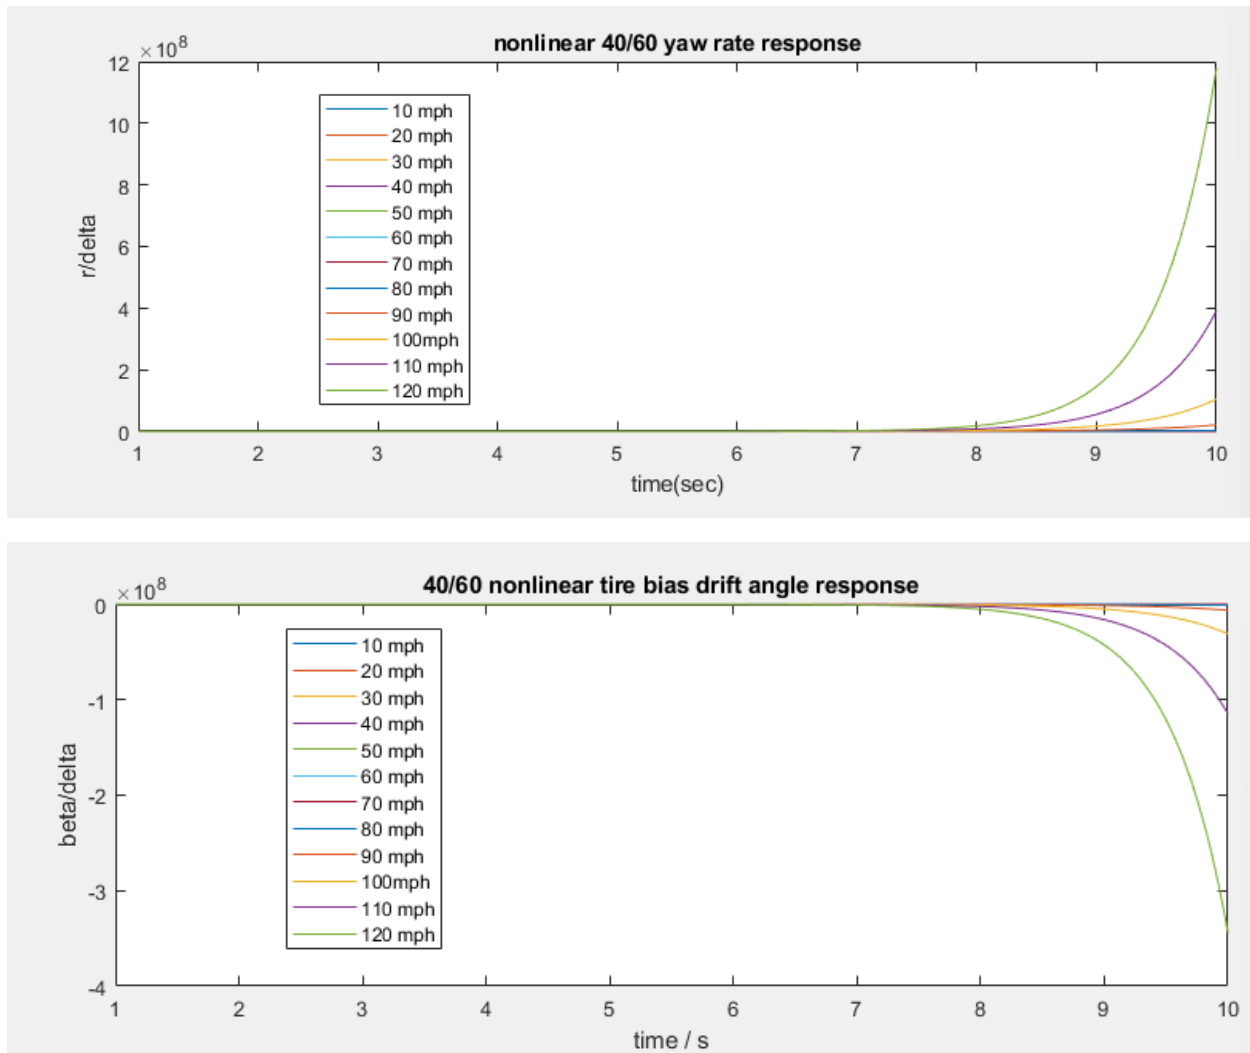 nonlinear 40/60 yaw rate response
×10^8
12
10
8
6
4
2
0
r/delta
10 mph
20 mph
30 mph
40 mph
50 mph
60 mph
70 mph
80 mph
90 mph
100mph
110 mph
120 mph
1 2 3 4 5 6 7 8 9 10
time(sec)
40/60 nonlinear tire bias drift angle response
×10^8
0
-1
-2
-3
-4
beta/delta
10 mph
20 mph
30 mph
40 mph
50 mph
60 mph
70 mph
80 mph
90 mph
100mph
110 mph
120 mph
1 2 3 4 5 6 7 8 9 10
time / s